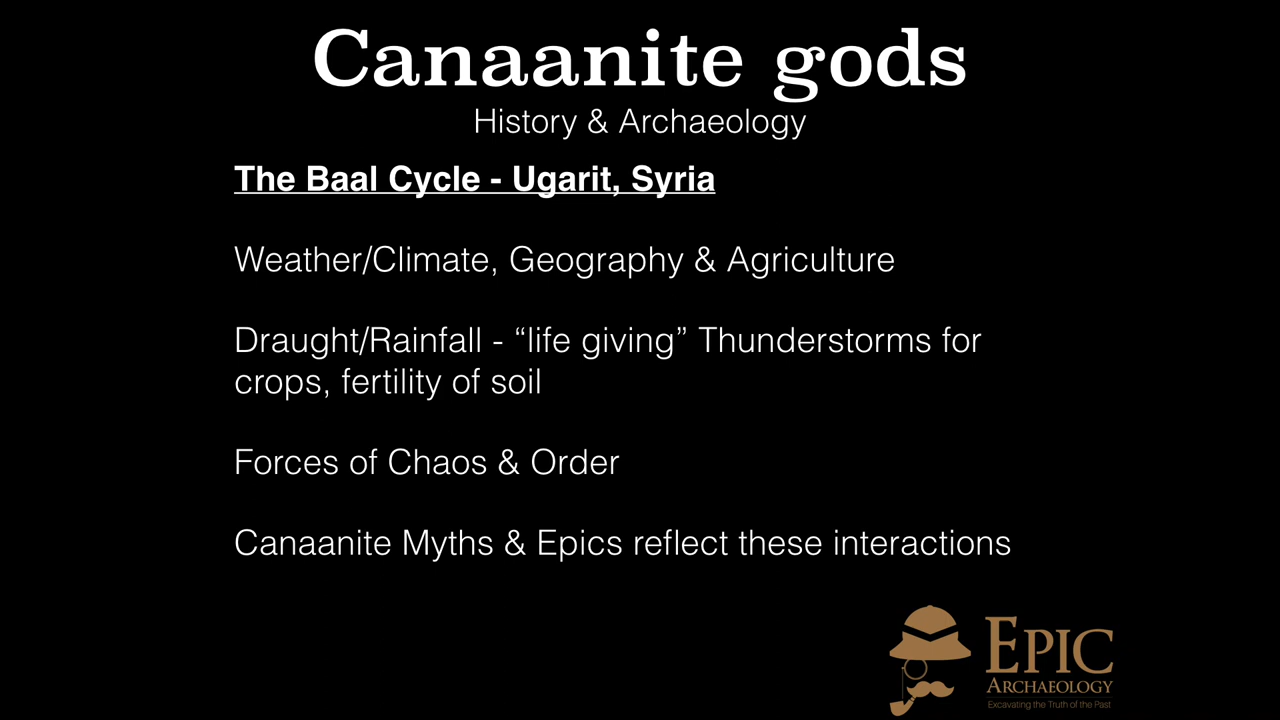 Canaanite gods
History & Archaeology
The Baal Cycle - Ugarit, Syria
Weather/Climate, Geography & Agriculture
Draught/Rainfall - “life giving” Thunderstorms for
crops, fertility of soil
Forces of Chaos & Order
Canaanite Myths & Epics reflect these interactions
EPIC
ARCHAEOLOGY
Excavating the Truth of the Past